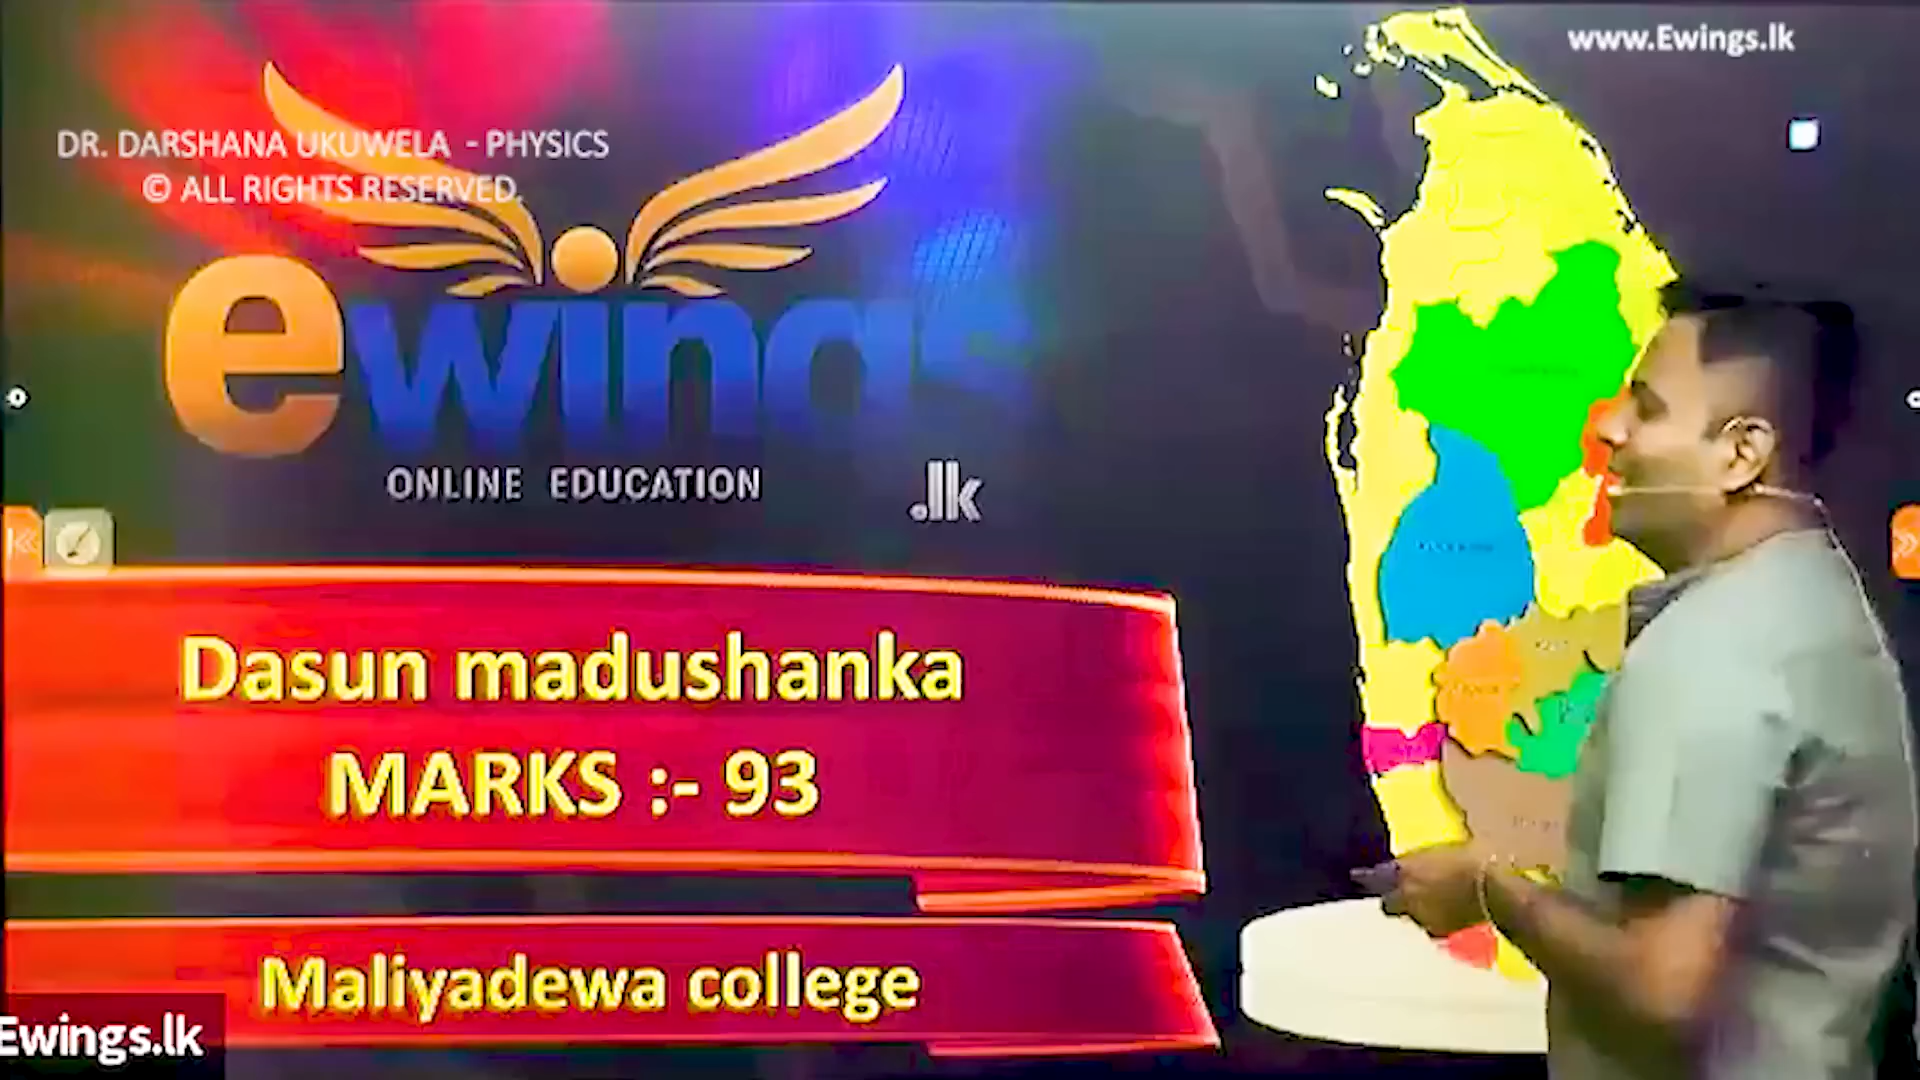 www.Ewings.lk
DR. DARSHANA UKUWELA - PHYSICS
© ALL RIGHTS RESERVED.
ewings
ONLINE EDUCATION
.lk
Dasun madushanka
MARKS :- 93
Maliyadewa college
Ewings.lk